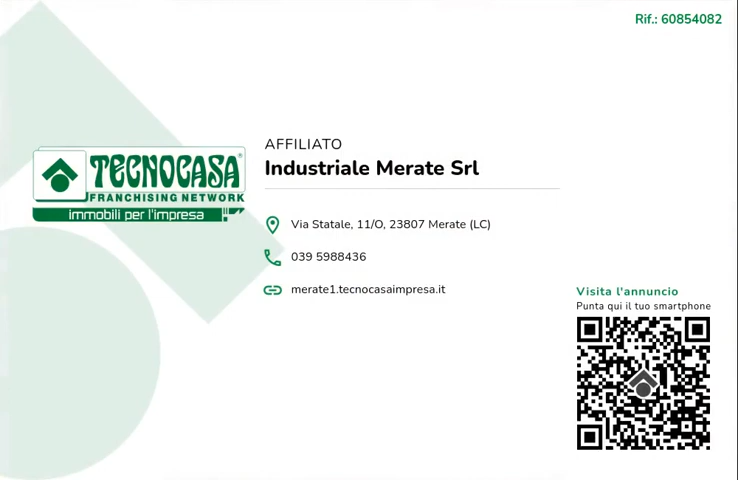 Rif.: 60854082
TECNOCASA®
FRANCHISING NETWORK
immobili per l'impresa
AFFILIATO
Industriale Merate Srl
Via Statale, 11/O, 23807 Merate (LC)
039 5988436
merate1.tecnocasaimpresa.it
Visita l'annuncio
Punta qui il tuo smartphone